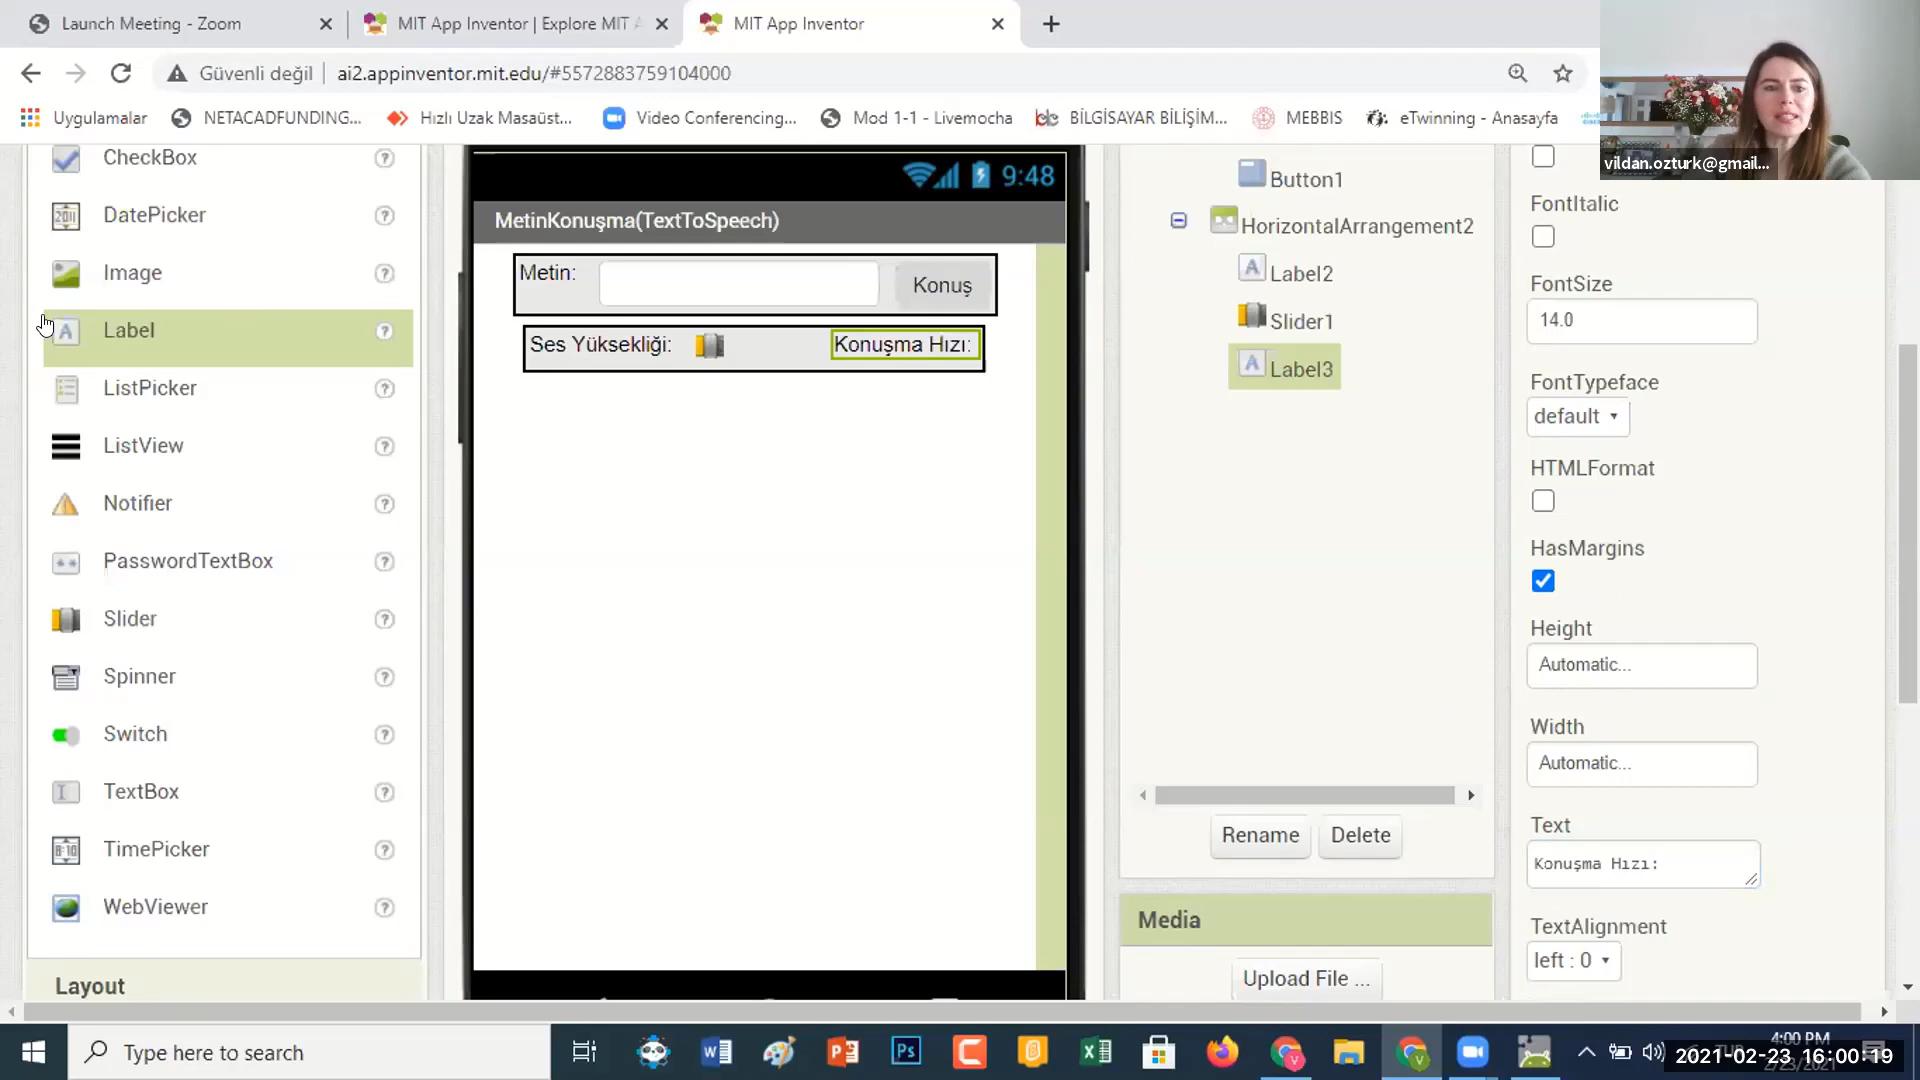 Launch Meeting - Zoom
MIT App Inventor | Explore MIT A
MIT App Inventor
Güvenli değil
ai2.appinventor.mit.edu/#5572883759104000
Uygulamalar
NETACADFUNDING...
Hızlı Uzak Masaüst...
Video Conferencing...
Mod 1-1 - Livemocha
BİLGİSAYAR BİLİŞİM...
MEBBIS
eTwinning - Anasayfa
vildan.ozturk@gmail...
CheckBox
DatePicker
Image
Label
ListPicker
ListView
Notifier
PasswordTextBox
Slider
Spinner
Switch
TextBox
TimePicker
WebViewer
Layout
9:48
MetinKonuşma(TextToSpeech)
Metin:
Konuş
Ses Yüksekliği:
Konuşma Hızı:
Button1
HorizontalArrangement2
Label2
Slider1
Label3
Rename
Delete
Media
Upload File ...
FontItalic
FontSize
14.0
FontTypeface
default
HTMLFormat
HasMargins
Height
Automatic...
Width
Automatic...
Text
Konuşma Hızı:
TextAlignment
left : 0
Type here to search
4:00 PM
2021-02-23 16:00:19